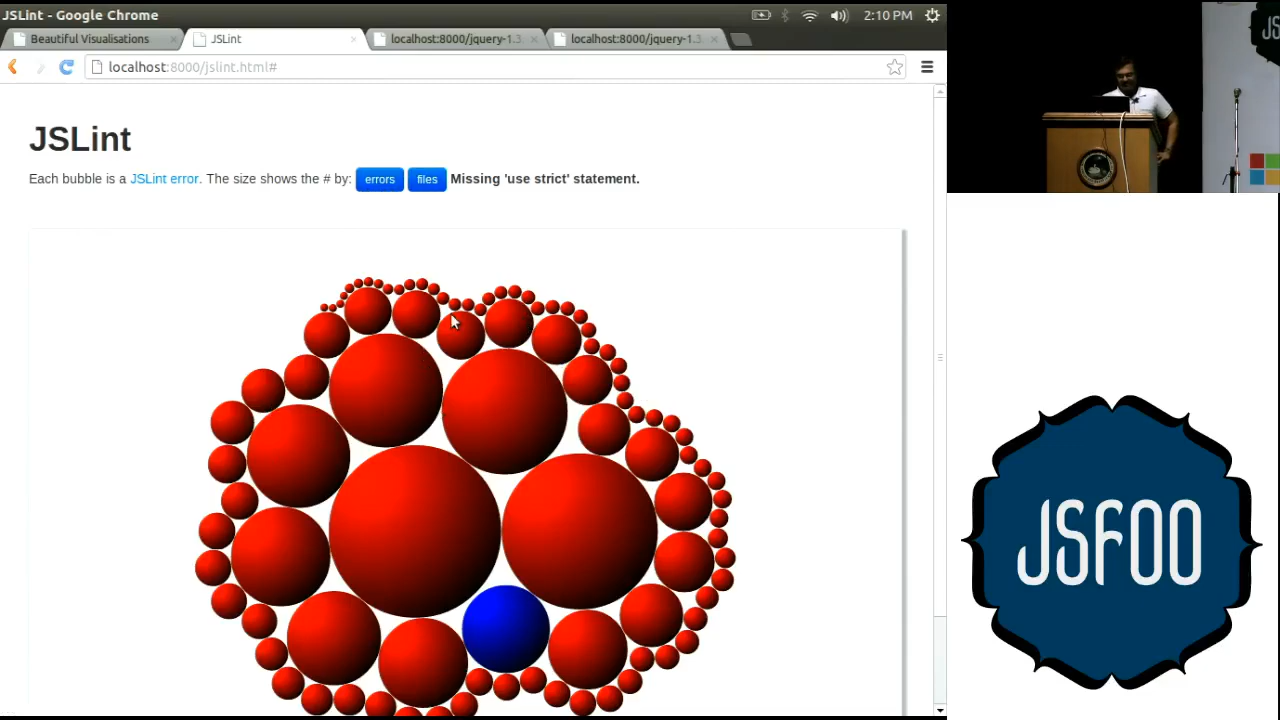 JSLint - Google Chrome
2:10 PM
Beautiful Visualisations
JSLint
localhost:8000/jquery-1.3
localhost:8000/jquery-1.3
localhost:8000/jslint.html#
JSLint
Each bubble is a JSLint error. The size shows the # by: errors files Missing 'use strict' statement.
JS
JSFOO